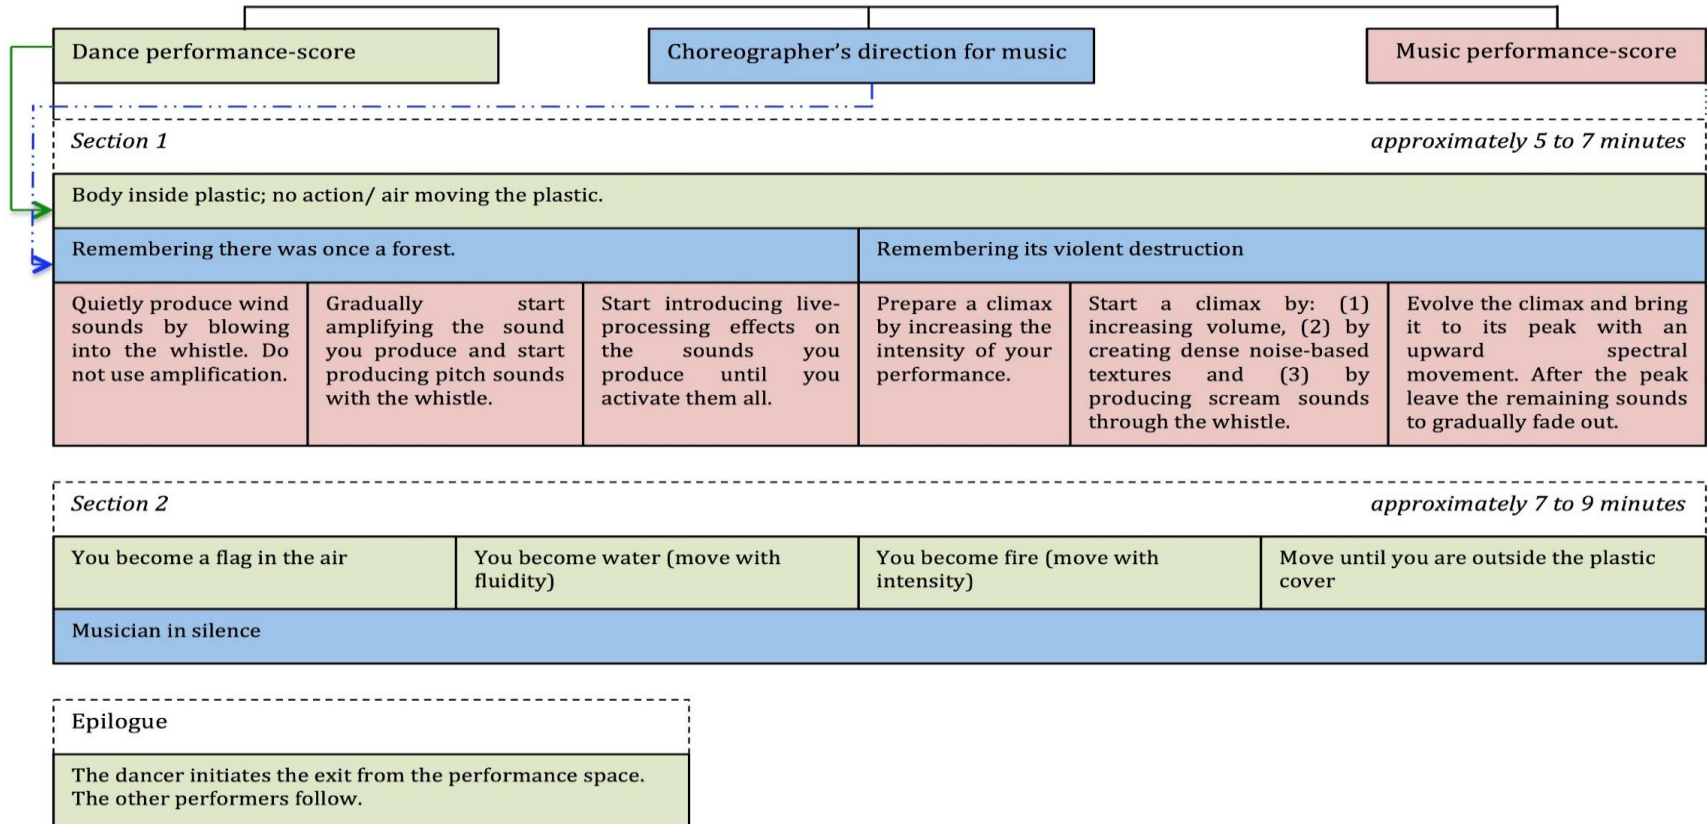 Dance performance-score
Choreographer's direction for music
Music performance-score
Section 1
approximately 5 to 7 minutes
Body inside plastic; no action/ air moving the plastic.
Remembering there was once a forest.
Remembering its violent destruction
Quietly produce wind
sounds by blowing
into the whistle. Do
not use amplification.
Gradually start
amplifying the sound
you produce and start
producing pitch sounds
with the whistle.
Start introducing live-
processing effects on
the sounds you
produce until you
activate them all.
Prepare a climax
by increasing the
intensity of your
performance.
Start a climax by: (1)
increasing volume, (2) by
creating dense noise-based
textures and (3) by
producing scream sounds
through the whistle.
Evolve the climax and bring
it to its peak with an
upward spectral
movement. After the peak
leave the remaining sounds
to gradually fade out.
Section 2
approximately 7 to 9 minutes
You become a flag in the air
You become water (move with
fluidity)
You become fire (move with
intensity)
Move until you are outside the plastic
cover
Musician in silence
Epilogue
The dancer initiates the exit from the performance space.
The other performers follow.